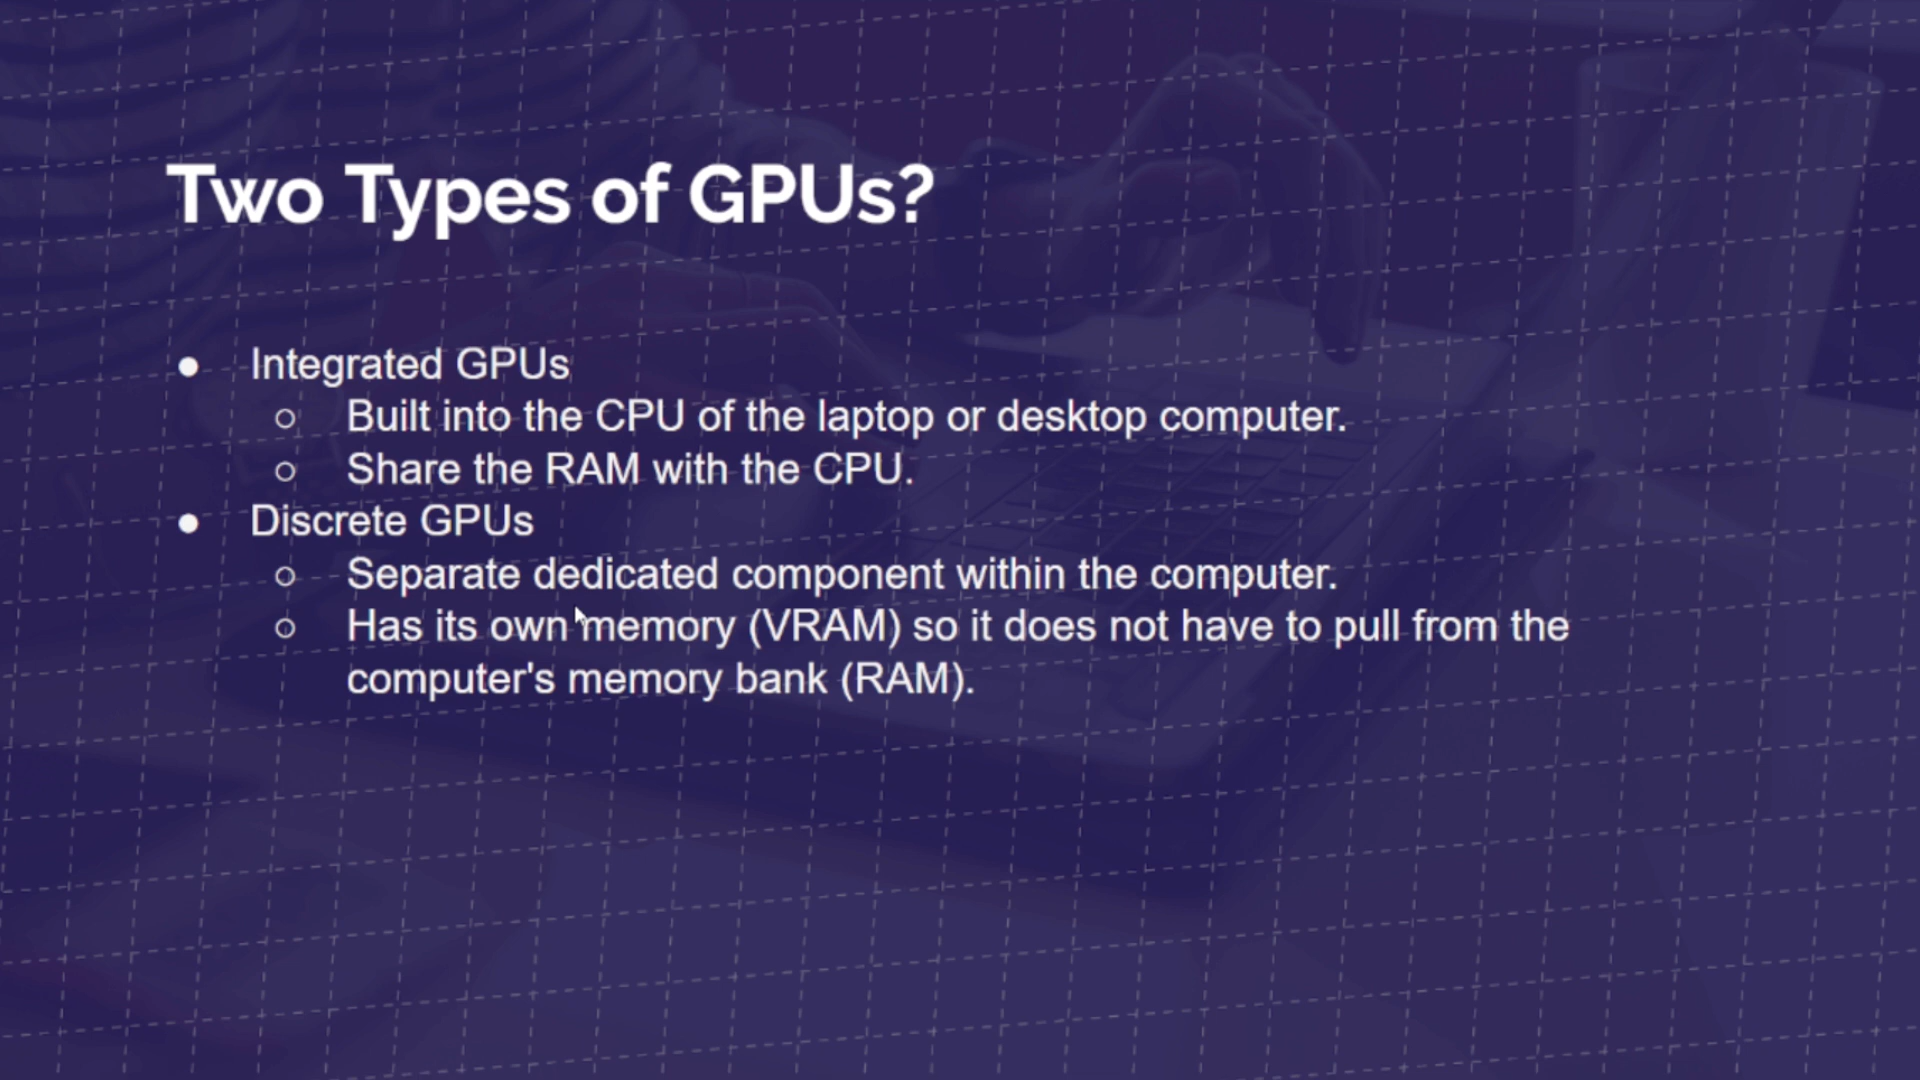 Two Types of GPUs?
● Integrated GPUs
○ Built into the CPU of the laptop or desktop computer.
○ Share the RAM with the CPU.
● Discrete GPUs
○ Separate dedicated component within the computer.
○ Has its own memory (VRAM) so it does not have to pull from the
computer's memory bank (RAM).